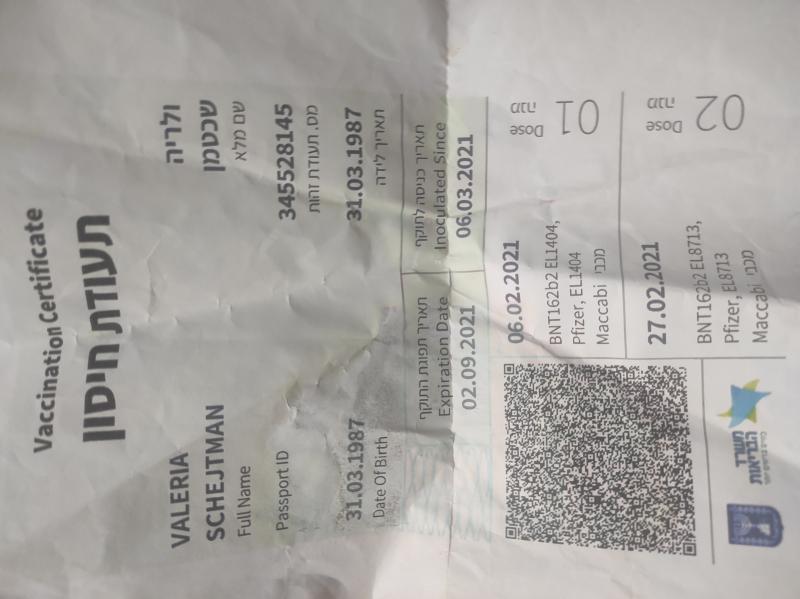 Vaccination Certificate
תעודת חיסון
VALERIA
SCHEJTMAN
Full Name
ולריה
שכטמן
שם מלא
Passport ID
345528145
מס. תעודת זהות
31.03.1987
Date Of Birth
31.03.1987
תאריך לידה
תאריך תפוגת התוקף
Expiration Date
02.09.2021
תאריך כניסה לתוקף
Inoculated Since
06.03.2021
06.02.2021
BNT162b2 EL1404,
Pfizer, EL1404
Maccabi מכבי
מנה
Dose
01
27.02.2021
BNT162b2 EL8713,
Pfizer, EL8713
Maccabi מכבי
מנה
Dose
02
משרד
הבריאות